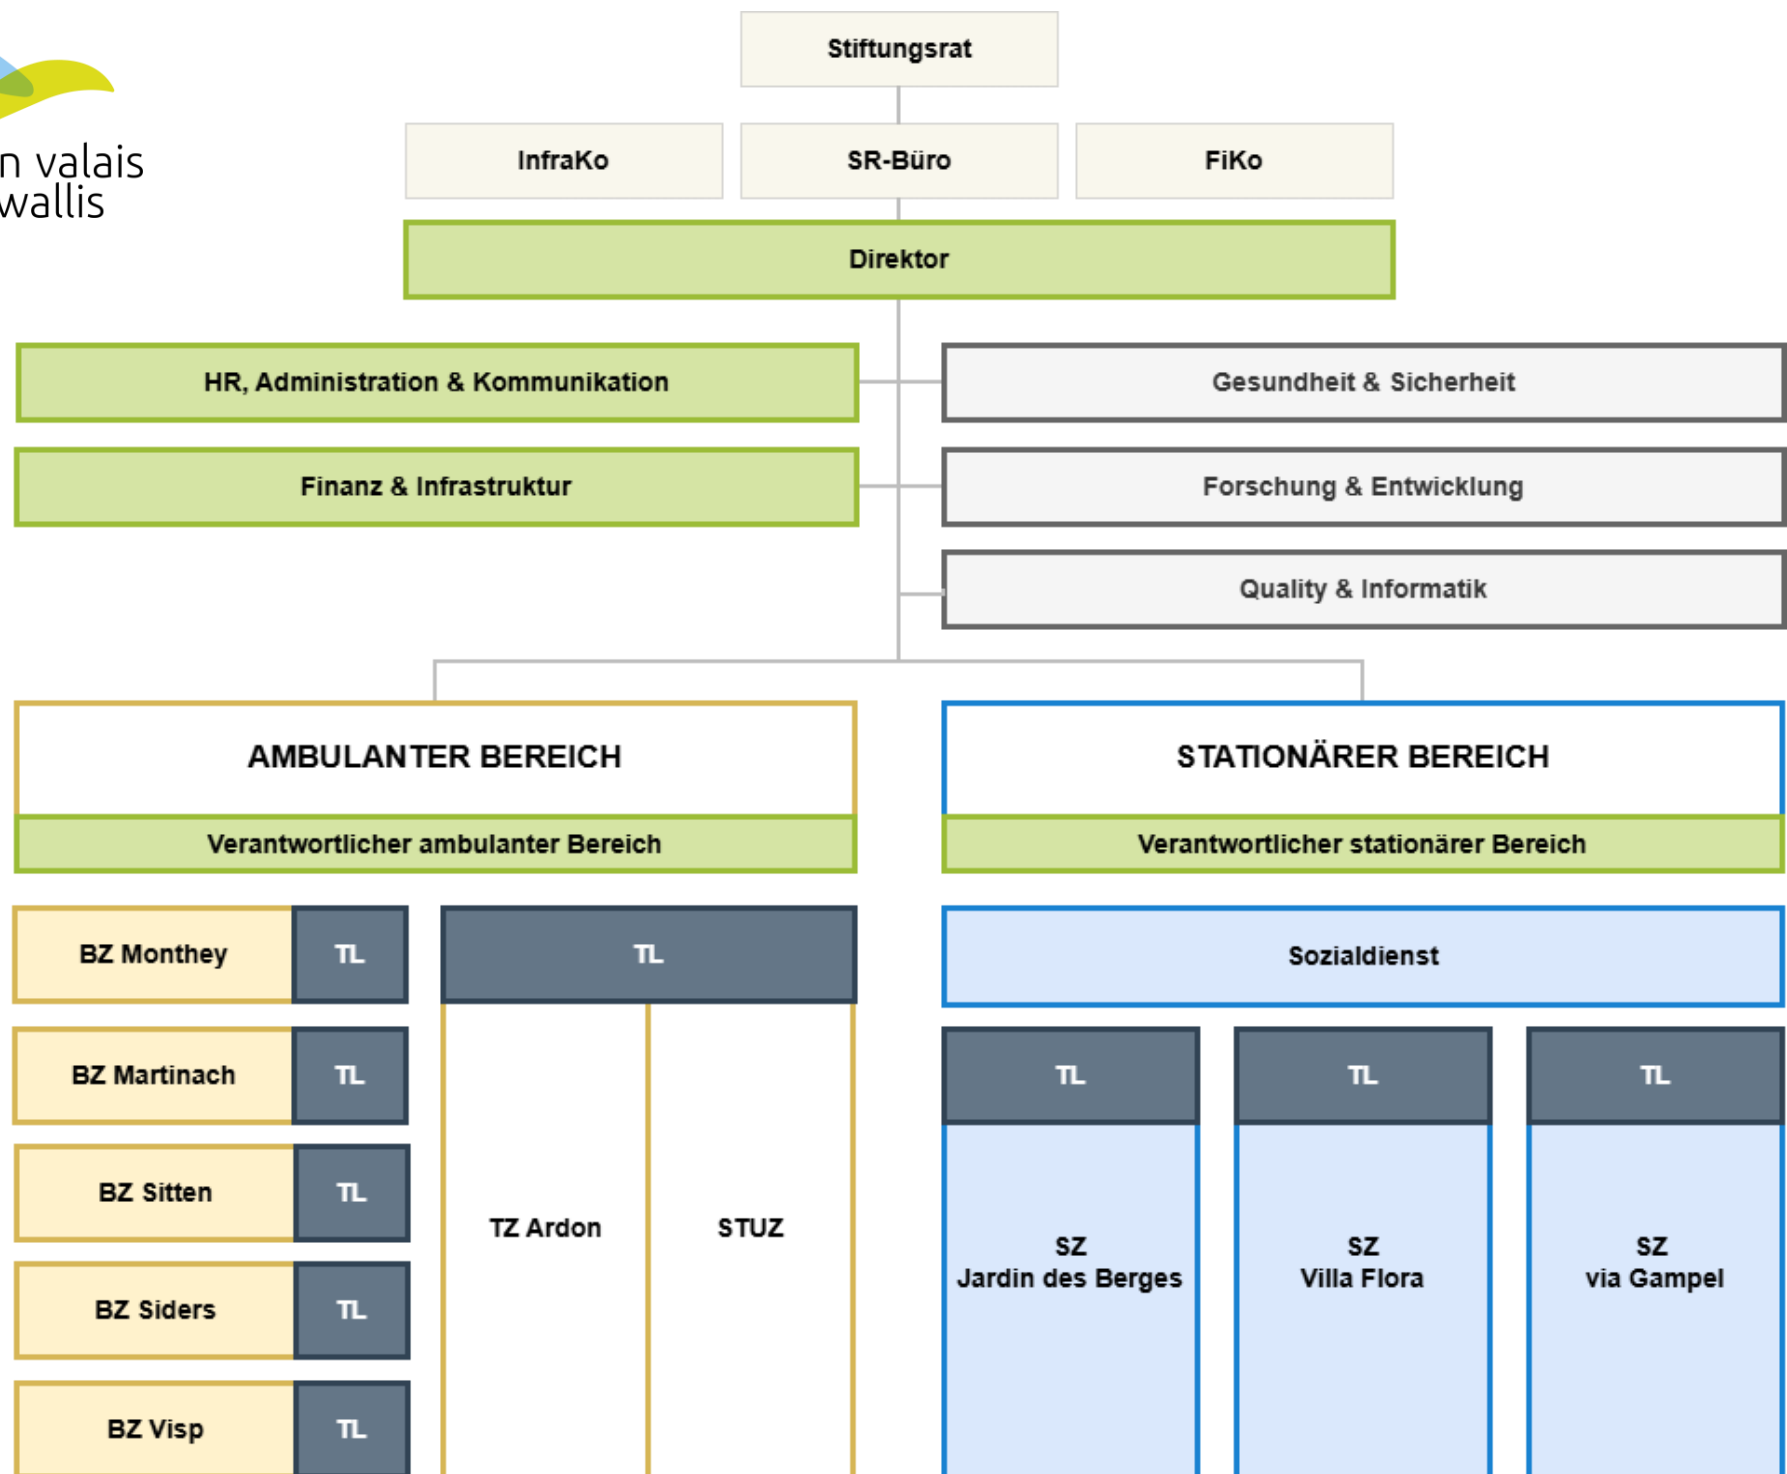 Stiftungsrat
n valais
wallis
InfraKo
SR-Büro
FiKo
Direktor
HR, Administration & Kommunikation
Gesundheit & Sicherheit
Finanz & Infrastruktur
Forschung & Entwicklung
Quality & Informatik
AMBULANTER BEREICH
Verantwortlicher ambulanter Bereich
BZ Monthey
TL
BZ Martinach
TL
BZ Sitten
TL
BZ Siders
TL
BZ Visp
TL
TL
TZ Ardon
STUZ
STATIONÄRER BEREICH
Verantwortlicher stationärer Bereich
Sozialdienst
TL
SZ
Jardin des Berges
TL
SZ
Villa Flora
TL
SZ
via Gampel